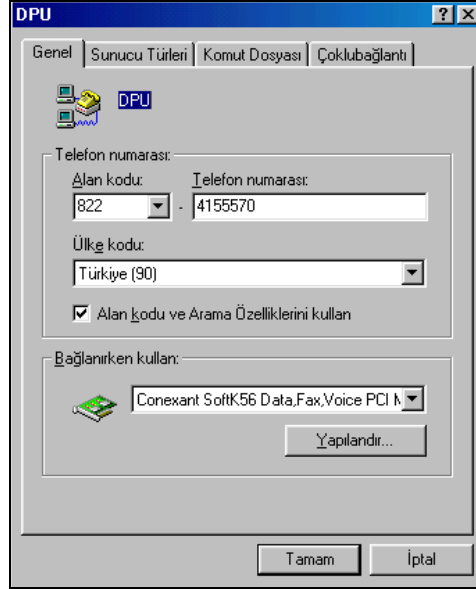 DPU
Genel Sunucu Türleri Komut Dosyası Çoklubağlantı
DPU
Telefon numarası:
Alan kodu: Telefon numarası:
822 - 4155570
Ülke kodu:
Türkiye (90)
Alan kodu ve Arama Özelliklerini kullan
Bağlanırken kullan:
Conexant SoftK56 Data,Fax,Voice PCI M
Yapılandır...
Tamam İptal